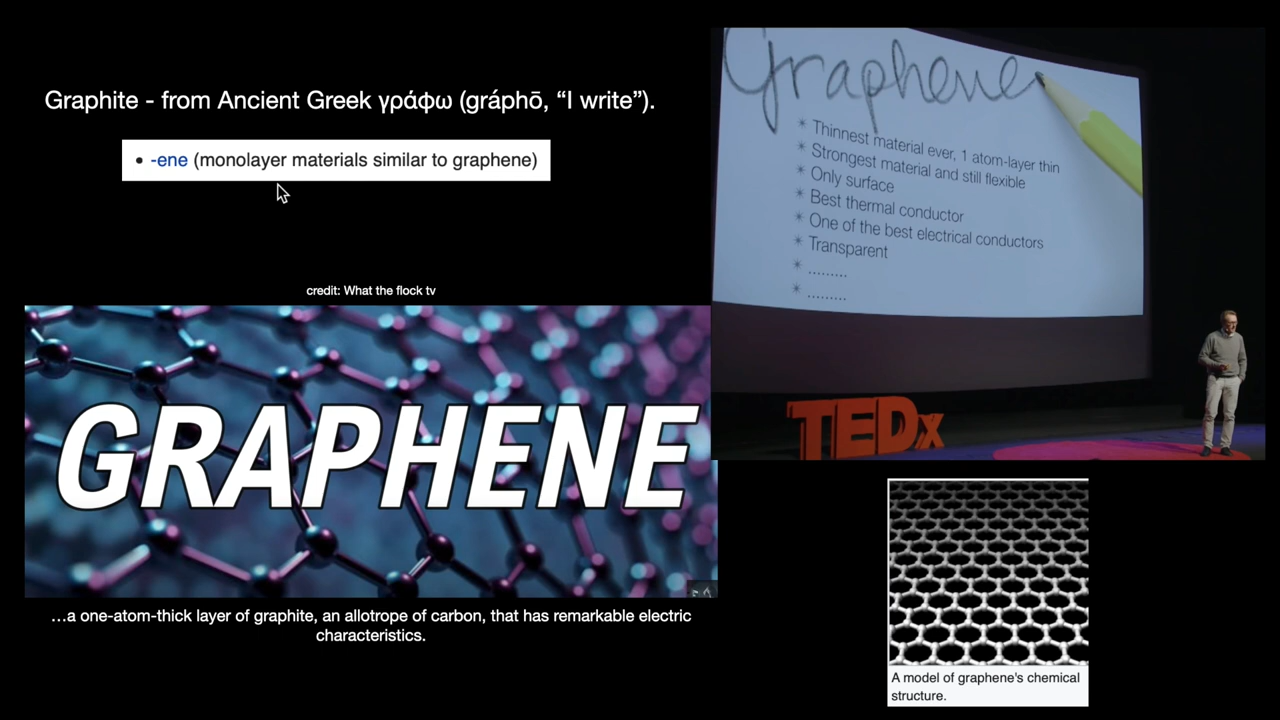 Graphite - from Ancient Greek γράφω (gráphō, “I write”).
• -ene (monolayer materials similar to graphene)
credit: What the flock tv
GRAPHENE
…a one-atom-thick layer of graphite, an allotrope of carbon, that has remarkable electric
characteristics.
Graphene
* Thinnest material ever, 1 atom-layer thin
* Strongest material and still flexible
* Only surface
* Best thermal conductor
* One of the best electrical conductors
* Transparent
* .........
* .........
TEDx
A model of graphene's chemical
structure.